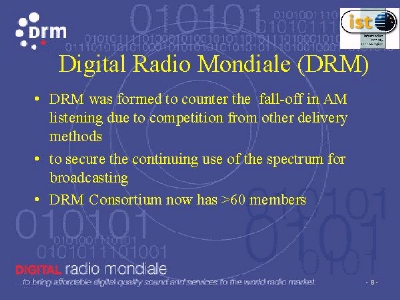 drm
ist
Digital Radio Mondiale (DRM)
• DRM was formed to counter the fall-off in AM
listening due to competition from other delivery
methods
• to secure the continuing use of the spectrum for
broadcasting
• DRM Consortium now has >60 members
DIGITAL radio mondiale
to bring affordable digital quality sound and services to the world radio market
- 8 -